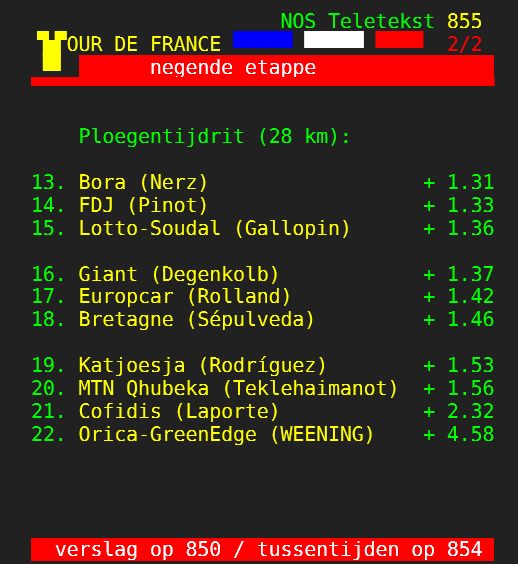 NOS Teletekst 855
TOUR DE FRANCE 2/2
negende etappe
Ploegentijdrit (28 km):
13. Bora (Nerz) + 1.31
14. FDJ (Pinot) + 1.33
15. Lotto-Soudal (Gallopin) + 1.36
16. Giant (Degenkolb) + 1.37
17. Europcar (Rolland) + 1.42
18. Bretagne (Sépulveda) + 1.46
19. Katjoesja (Rodríguez) + 1.53
20. MTN Qhubeka (Teklehaimanot) + 1.56
21. Cofidis (Laporte) + 2.32
22. Orica-GreenEdge (WEENING) + 4.58
verslag op 850 / tussentijden op 854